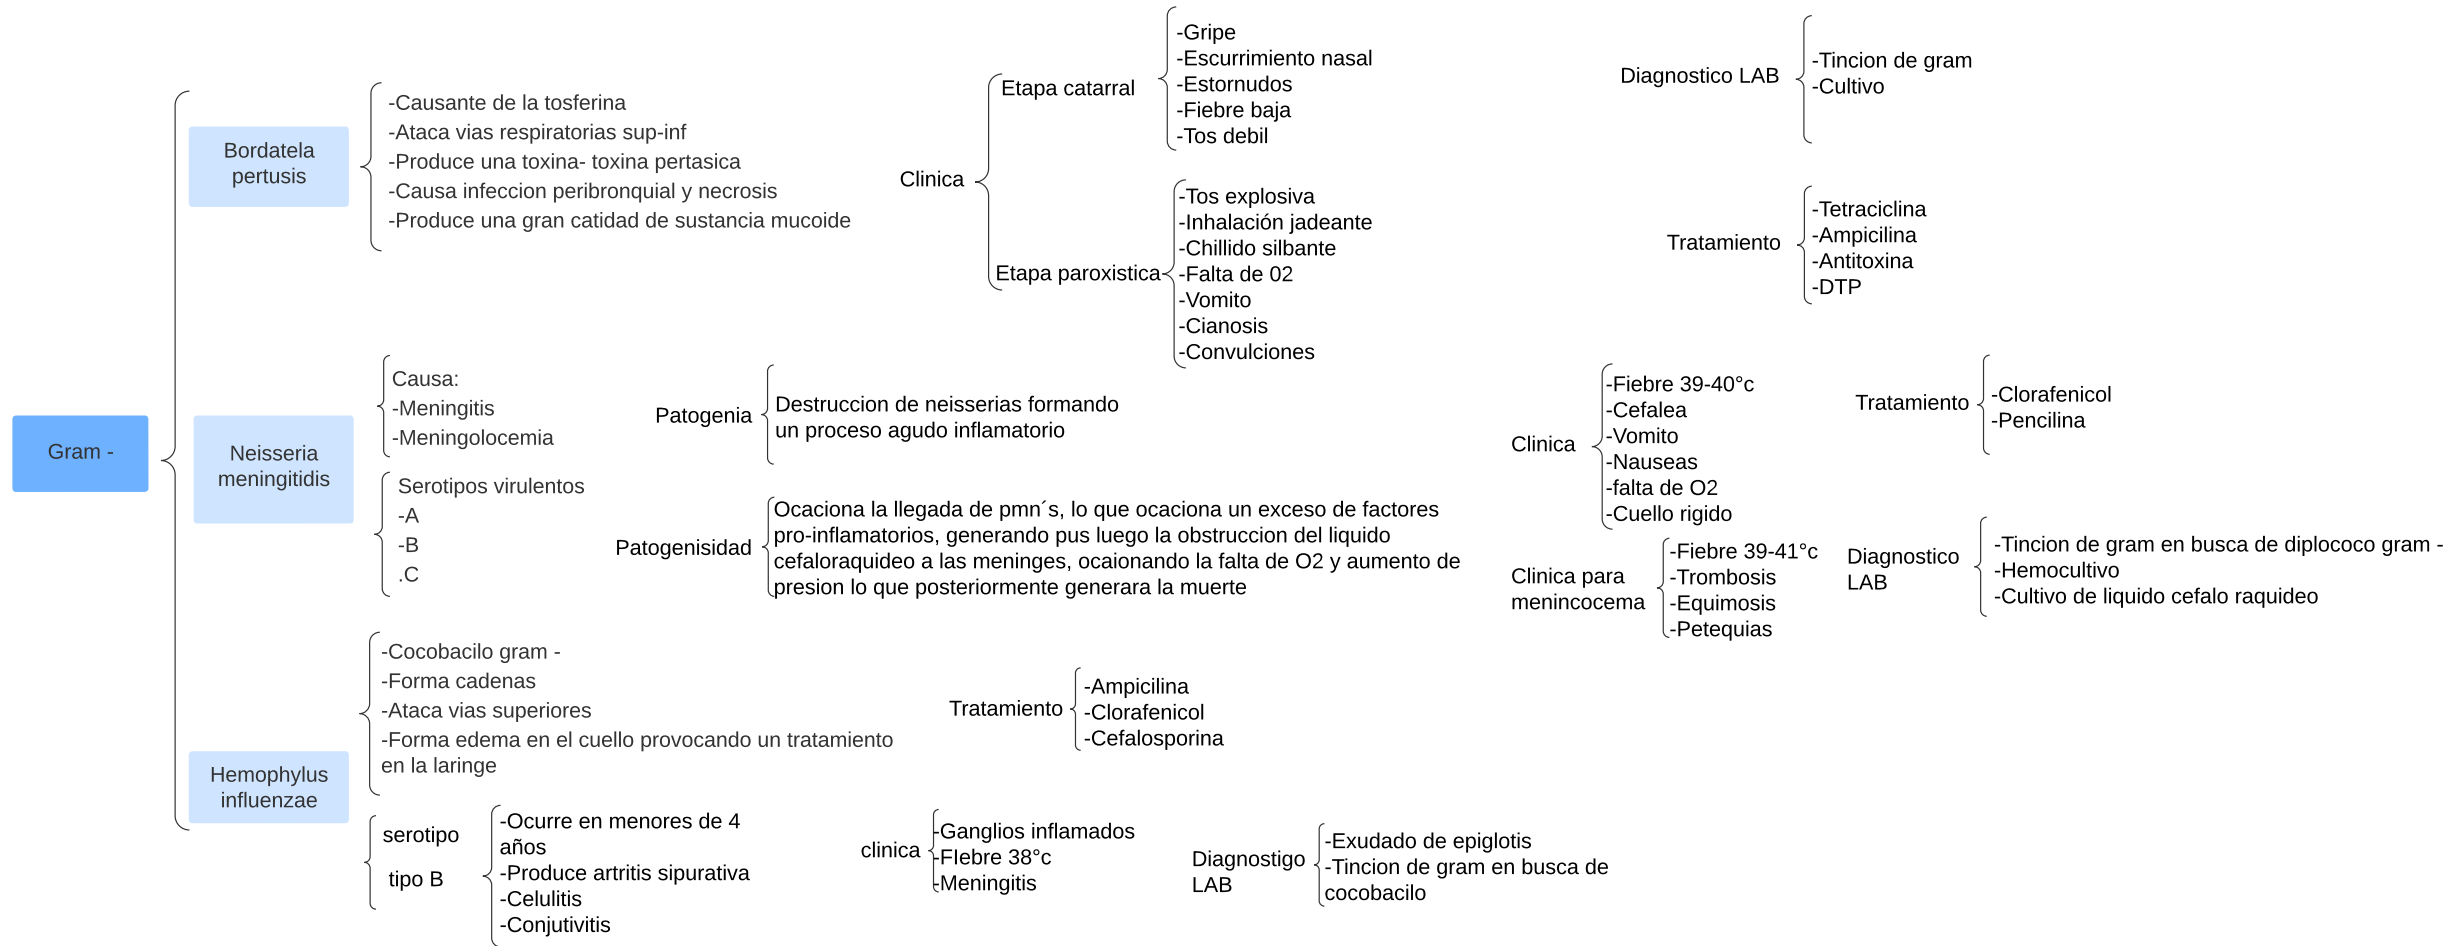 Gram -
Bordatela
pertusis
-Causante de la tosferina
-Ataca vias respiratorias sup-inf
-Produce una toxina- toxina pertasica
-Causa infeccion peribronquial y necrosis
-Produce una gran catidad de sustancia mucoide
Clinica
Etapa catarral
-Gripe
-Escurrimiento nasal
-Estornudos
-Fiebre baja
-Tos debil
Etapa paroxistica
-Tos explosiva
-Inhalación jadeante
-Chillido silbante
-Falta de 02
-Vomito
-Cianosis
-Convulciones
Diagnostico LAB
-Tincion de gram
-Cultivo
Tratamiento
-Tetraciclina
-Ampicilina
-Antitoxina
-DTP
Neisseria
meningitidis
Causa:
-Meningitis
-Meningolocemia
Serotipos virulentos
-A
-B
.C
Patogenia
Destruccion de neisserias formando
un proceso agudo inflamatorio
Patogenisidad
Ocaciona la llegada de pmn´s, lo que ocaciona un exceso de factores
pro-inflamatorios, generando pus luego la obstruccion del liquido
cefaloraquideo a las meninges, ocaionando la falta de O2 y aumento de
presion lo que posteriormente generara la muerte
Clinica
-Fiebre 39-40°c
-Cefalea
-Vomito
-Nauseas
-falta de O2
-Cuello rigido
Clinica para
menincocema
-Fiebre 39-41°c
-Trombosis
-Equimosis
-Petequias
Tratamiento
-Clorafenicol
-Pencilina
Diagnostico
LAB
-Tincion de gram en busca de diplococo gram -
-Hemocultivo
-Cultivo de liquido cefalo raquideo
Hemophylus
influenzae
-Cocobacilo gram -
-Forma cadenas
-Ataca vias superiores
-Forma edema en el cuello provocando un tratamiento
en la laringe
Tratamiento
-Ampicilina
-Clorafenicol
-Cefalosporina
serotipo
tipo B
-Ocurre en menores de 4
años
-Produce artritis sipurativa
-Celulitis
-Conjutivitis
clinica
-Ganglios inflamados
-FIebre 38°c
-Meningitis
Diagnostigo
LAB
-Exudado de epiglotis
-Tincion de gram en busca de
cocobacilo